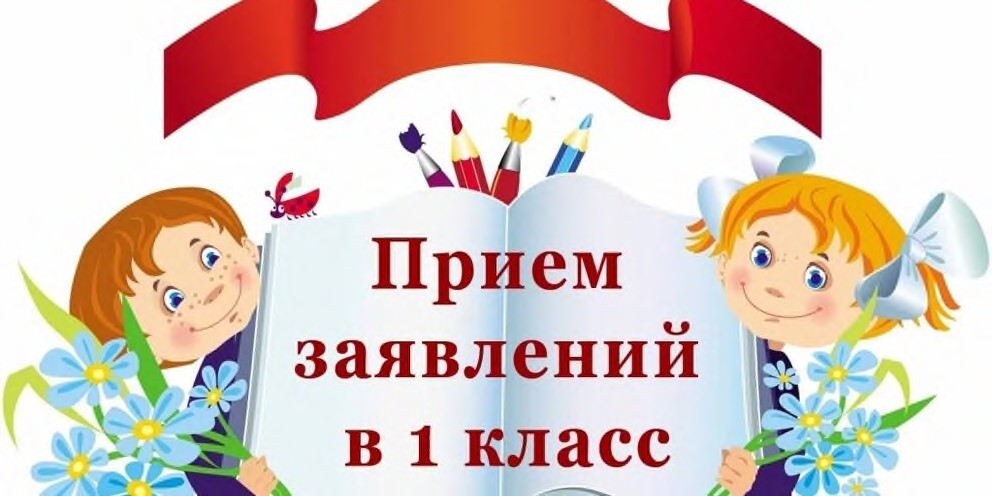 Прием
заявлений
в 1 класс